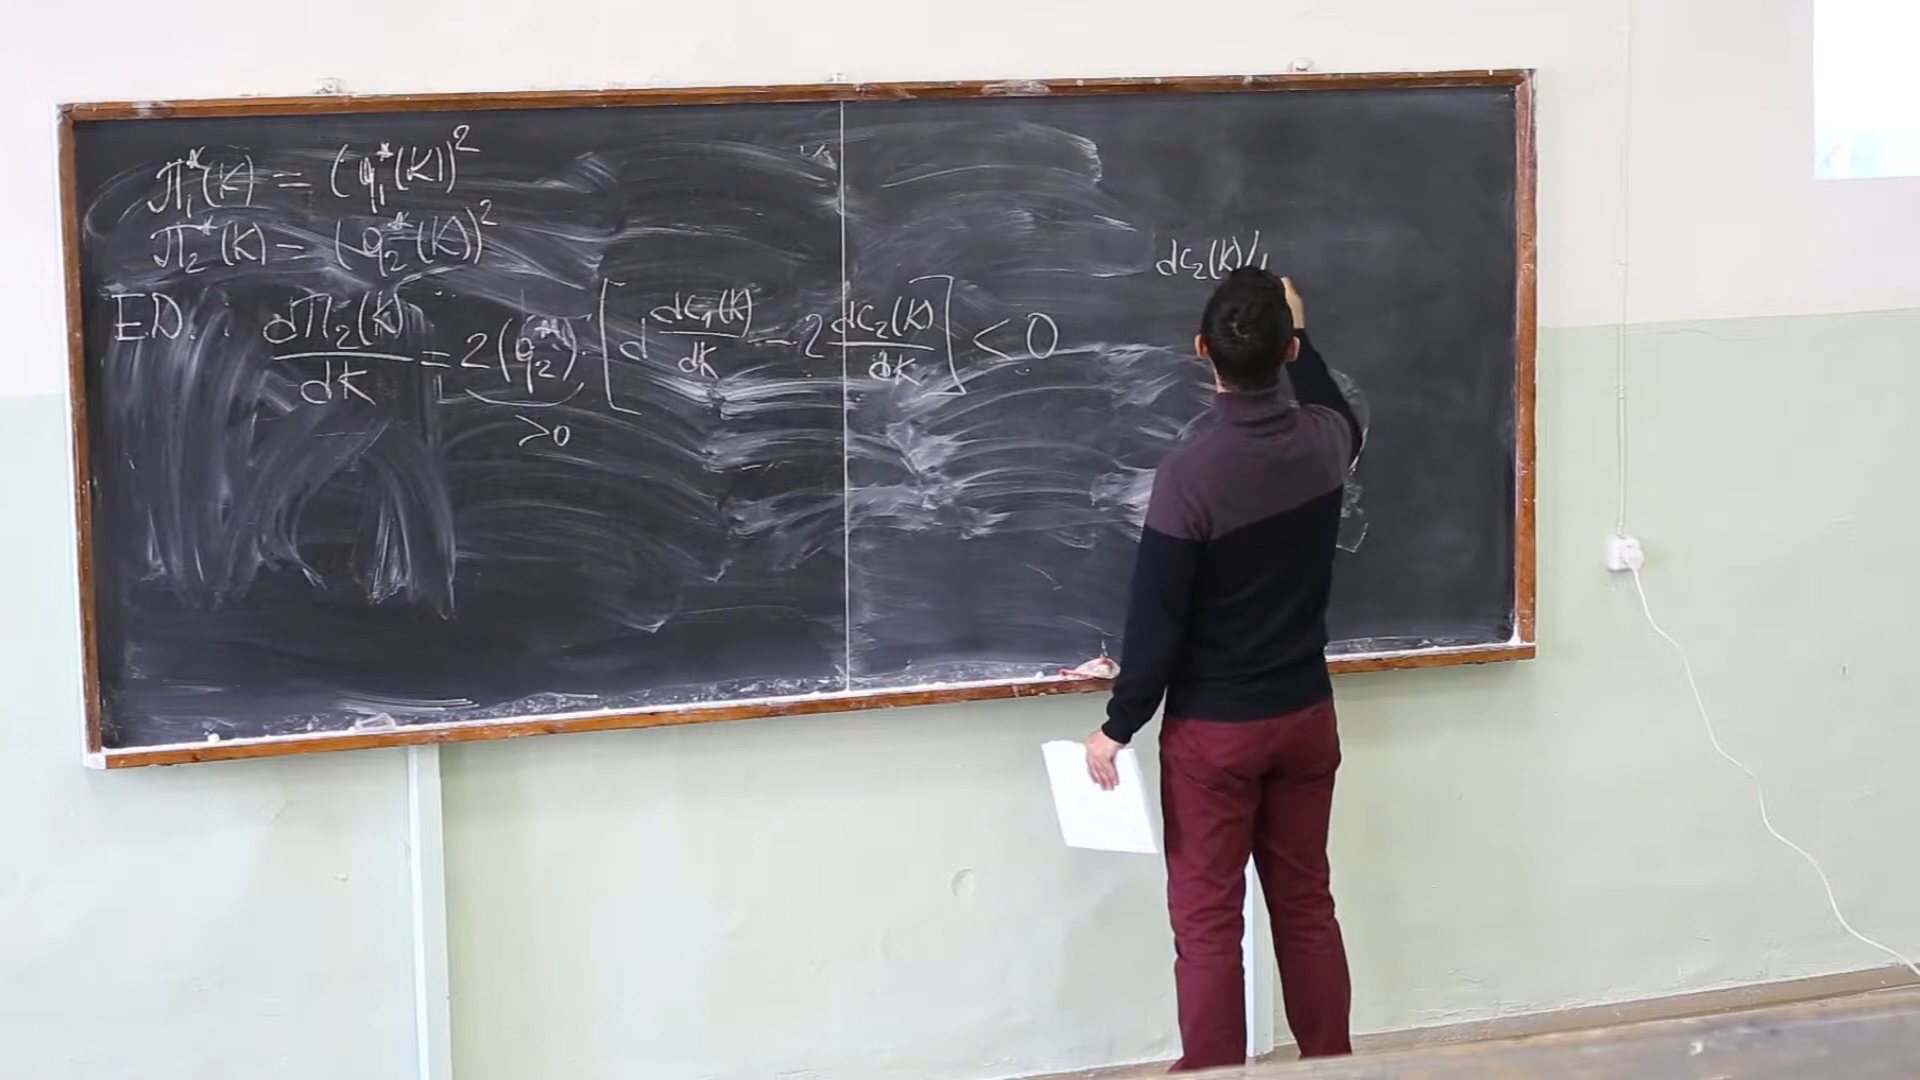 π₁*(K) = (q₁*(K))²
π₂*(K) = (q₂*(K))²
E.D.: dπ₂(K)/dK = 2(q₂*)·[d dc₁(K)/dK - 2 dc₂(K)/dK] < 0
>0
dc₂(K)/